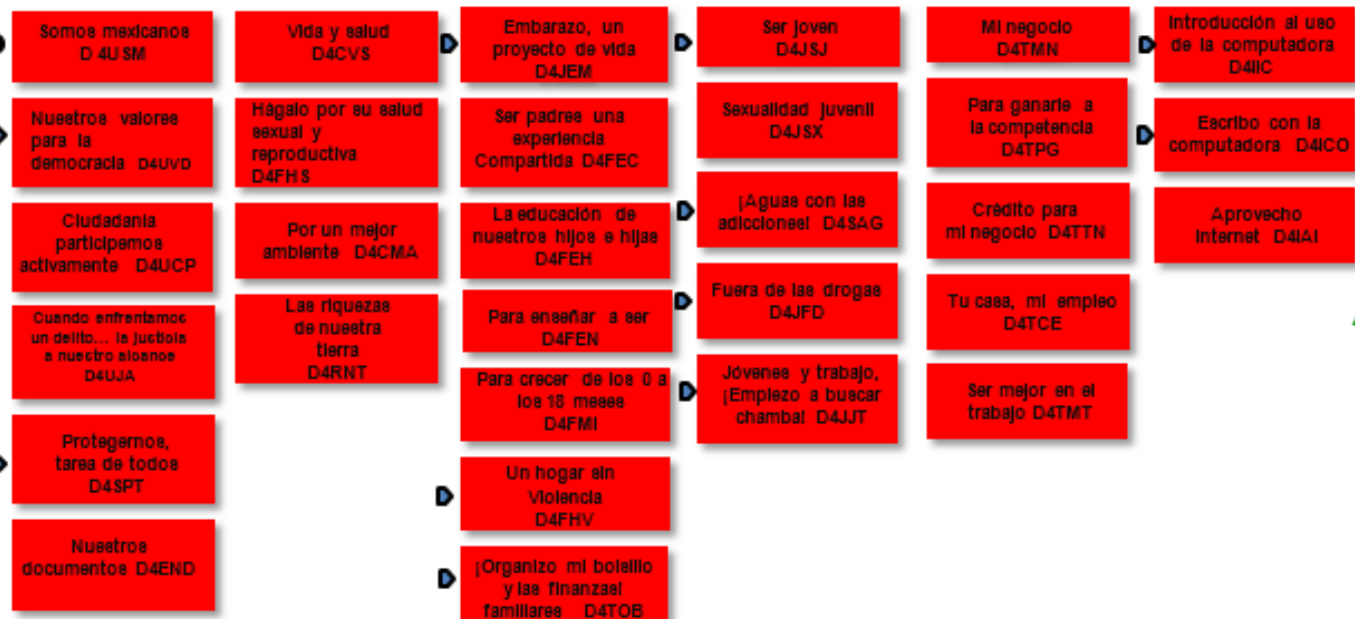 Somos mexicanos
D 4USM
Nuestros valores
para la
democracia D4UVD
Ciudadanía
participemos
activamente D4UCP
Cuando enfrentamos
un delito... la justicia
a nuestro alcance
D4UJA
Protegernos,
tarea de todos
D4SPT
Nuestros
documentos D4END
Vida y salud
D4CVS
Hágalo por su salud
sexual y
reproductiva
D4FHS
Por un mejor
ambiente D4CMA
Las riquezas
de nuestra
tierra
D4RNT
Embarazo, un
proyecto de vida
D4JEM
Ser padres una
experiencia
Compartida D4FEC
La educación de
nuestros hijos e hijas
D4FEH
Para enseñar a ser
D4FEN
Para crecer de los 0 a
los 18 meses
D4FMI
Un hogar sin
Violencia
D4FHV
¡Organizo mi bolsillo
y las finanzas!
familiares D4TOB
Ser joven
D4JSJ
Sexualidad juvenil
D4JSX
¡Aguas con las
adicciones! D4SAG
Fuera de las drogas
D4JFD
Jóvenes y trabajo,
¡Empiezo a buscar
chamba! D4JJT
Mi negocio
D4TMN
Para ganarle a
la competencia
D4TPG
Crédito para
mi negocio D4TTN
Tu casa, mi empleo
D4TCE
Ser mejor en el
trabajo D4TMT
Introducción al uso
de la computadora
D4IIC
Escribo con la
computadora D4ICO
Aprovecho
Internet D4IAI